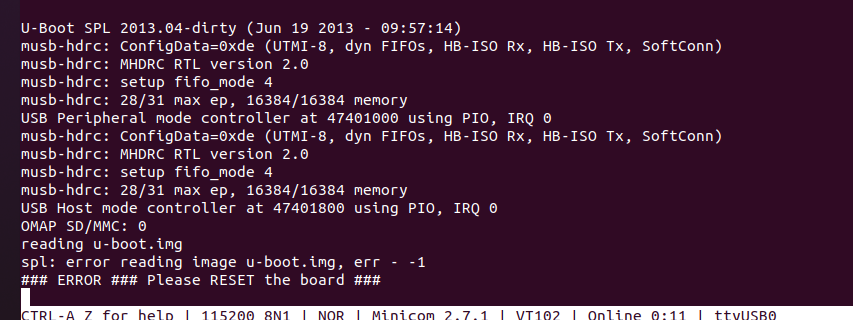 U-Boot SPL 2013.04-dirty (Jun 19 2013 - 09:57:14)
musb-hdrc: ConfigData=0xde (UTMI-8, dyn FIFOs, HB-ISO Rx, HB-ISO Tx, SoftConn)
musb-hdrc: MHDRC RTL version 2.0
musb-hdrc: setup fifo_mode 4
musb-hdrc: 28/31 max ep, 16384/16384 memory
USB Peripheral mode controller at 47401000 using PIO, IRQ 0
musb-hdrc: ConfigData=0xde (UTMI-8, dyn FIFOs, HB-ISO Rx, HB-ISO Tx, SoftConn)
musb-hdrc: MHDRC RTL version 2.0
musb-hdrc: setup fifo_mode 4
musb-hdrc: 28/31 max ep, 16384/16384 memory
USB Host mode controller at 47401800 using PIO, IRQ 0
OMAP SD/MMC: 0
reading u-boot.img
spl: error reading image u-boot.img, err - -1
### ERROR ### Please RESET the board ###
CTRL-A Z for help | 115200 8N1 | NOR | Minicom 2.7.1 | VT102 | Online 0:11 | ttyUSB0